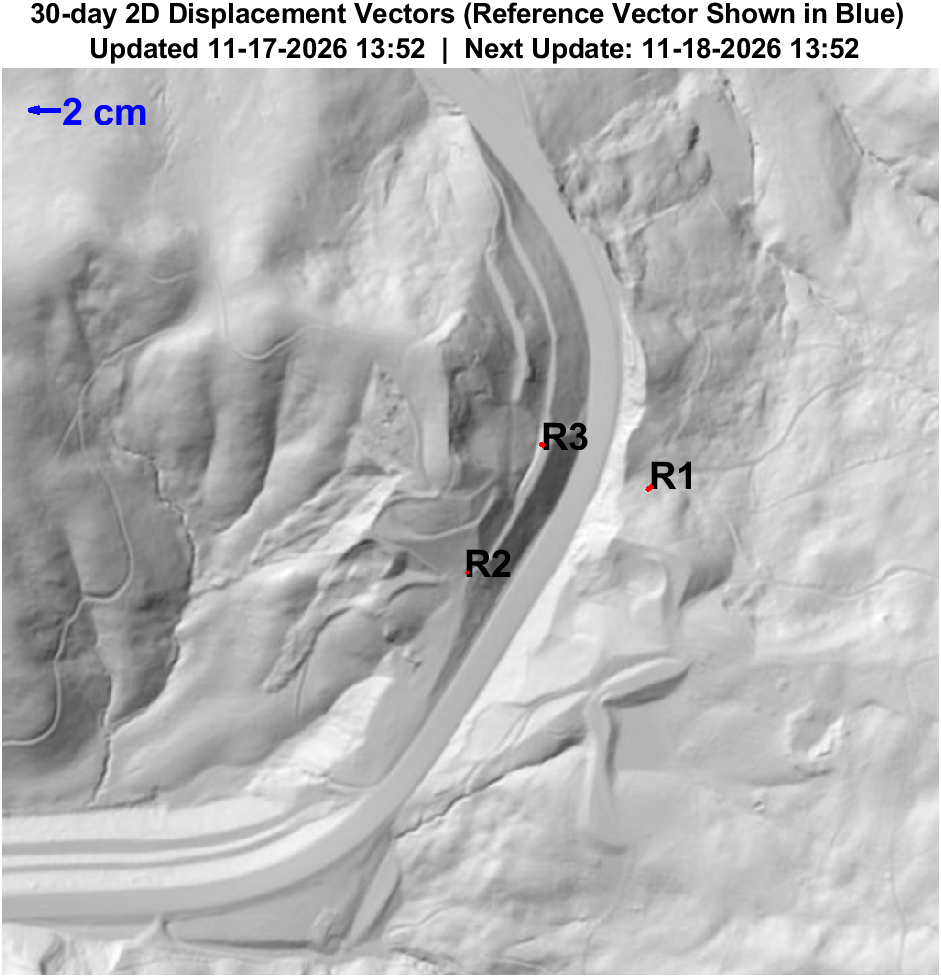 30-day 2D Displacement Vectors (Reference Vector Shown in Blue)
Updated 11-17-2026 13:52 | Next Update: 11-18-2026 13:52
2 cm
R3
R1
R2